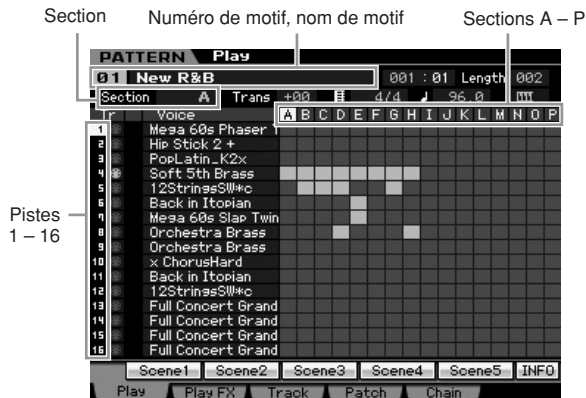 Section
Numéro de motif, nom de motif
Sections A – P
PATTERN Play
01 New R&B 001 : 01 Length 002
Section A Trans +00 4/4 ♩ 96.0
Tr Voice A B C D E F G H I J K L M N O P
1 Mega 60s Phaser 1
2 Hip Stick 2 +
3 PopLatin_K2x
4 Soft 5th Brass
5 12StringsSW*c
6 Back in Itopian
7 Mega 60s Slap Twin
8 Orchestra Brass
9 Orchestra Brass
10 x ChorusHard
11 Back in Itopian
12 12StringsSW*c
13 Full Concert Grand
14 Full Concert Grand
15 Full Concert Grand
16 Full Concert Grand
Pistes
1 – 16
Scene1 Scene2 Scene3 Scene4 Scene5 INFO
Play Play FX Track Patch Chain